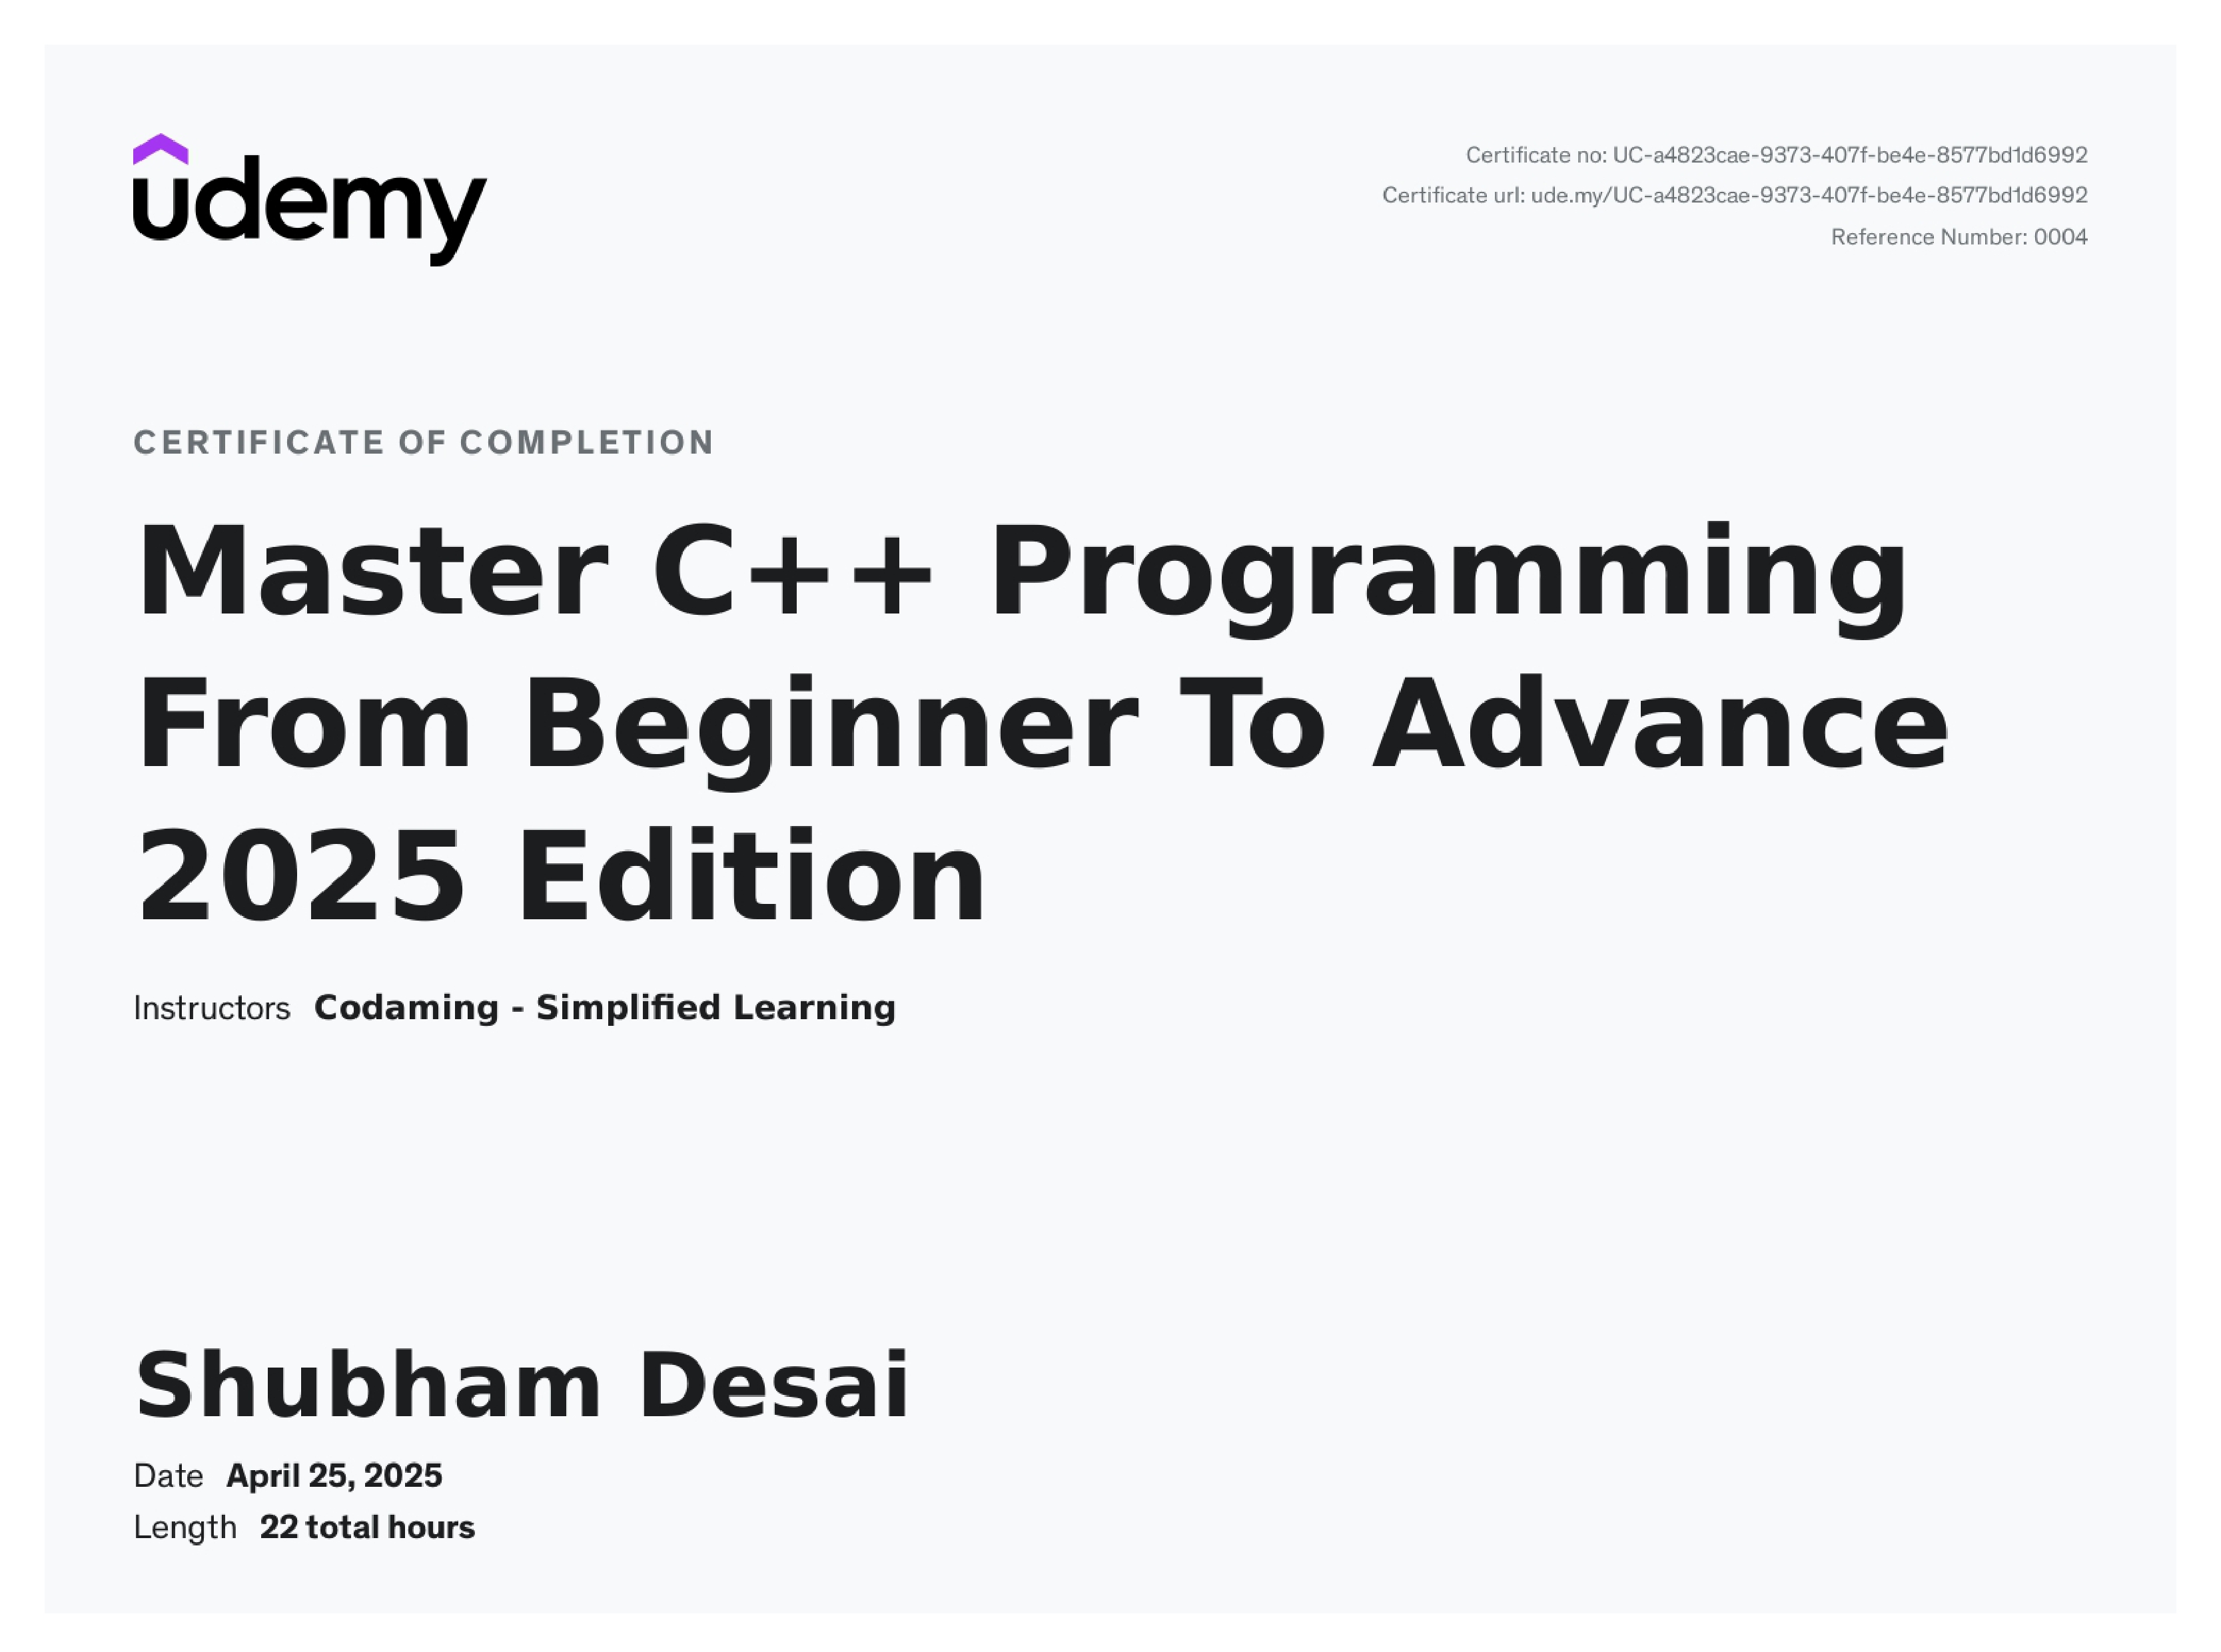 udemy
Certificate no: UC-a4823cae-9373-407f-be4e-8577bd1d6992
Certificate url: ude.my/UC-a4823cae-9373-407f-be4e-8577bd1d6992
Reference Number: 0004
CERTIFICATE OF COMPLETION
Master C++ Programming
From Beginner To Advance
2025 Edition
Instructors Codaming - Simplified Learning
Shubham Desai
Date April 25, 2025
Length 22 total hours